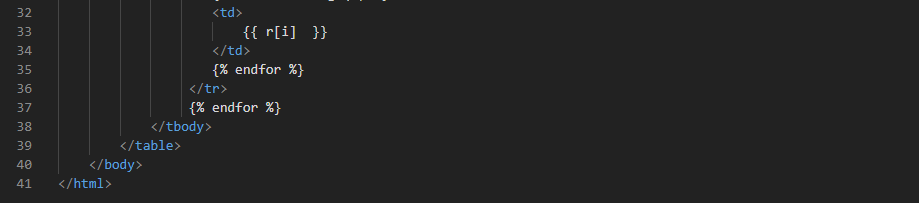 32 <td>
33 {{ r[i]  }}
34 </td>
35 {% endfor %}
36 </tr>
37 {% endfor %}
38 </tbody>
39 </table>
40 </body>
41 </html>